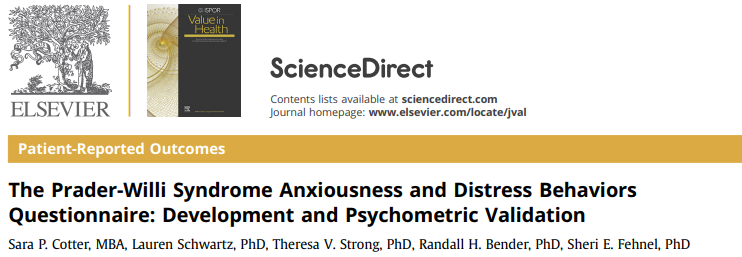 ELSEVIER
ISPOR
Value in
Health
ScienceDirect
Contents lists available at sciencedirect.com
Journal homepage: www.elsevier.com/locate/jval
Patient-Reported Outcomes
The Prader-Willi Syndrome Anxiousness and Distress Behaviors
Questionnaire: Development and Psychometric Validation
Sara P. Cotter, MBA, Lauren Schwartz, PhD, Theresa V. Strong, PhD, Randall H. Bender, PhD, Sheri E. Fehnel, PhD